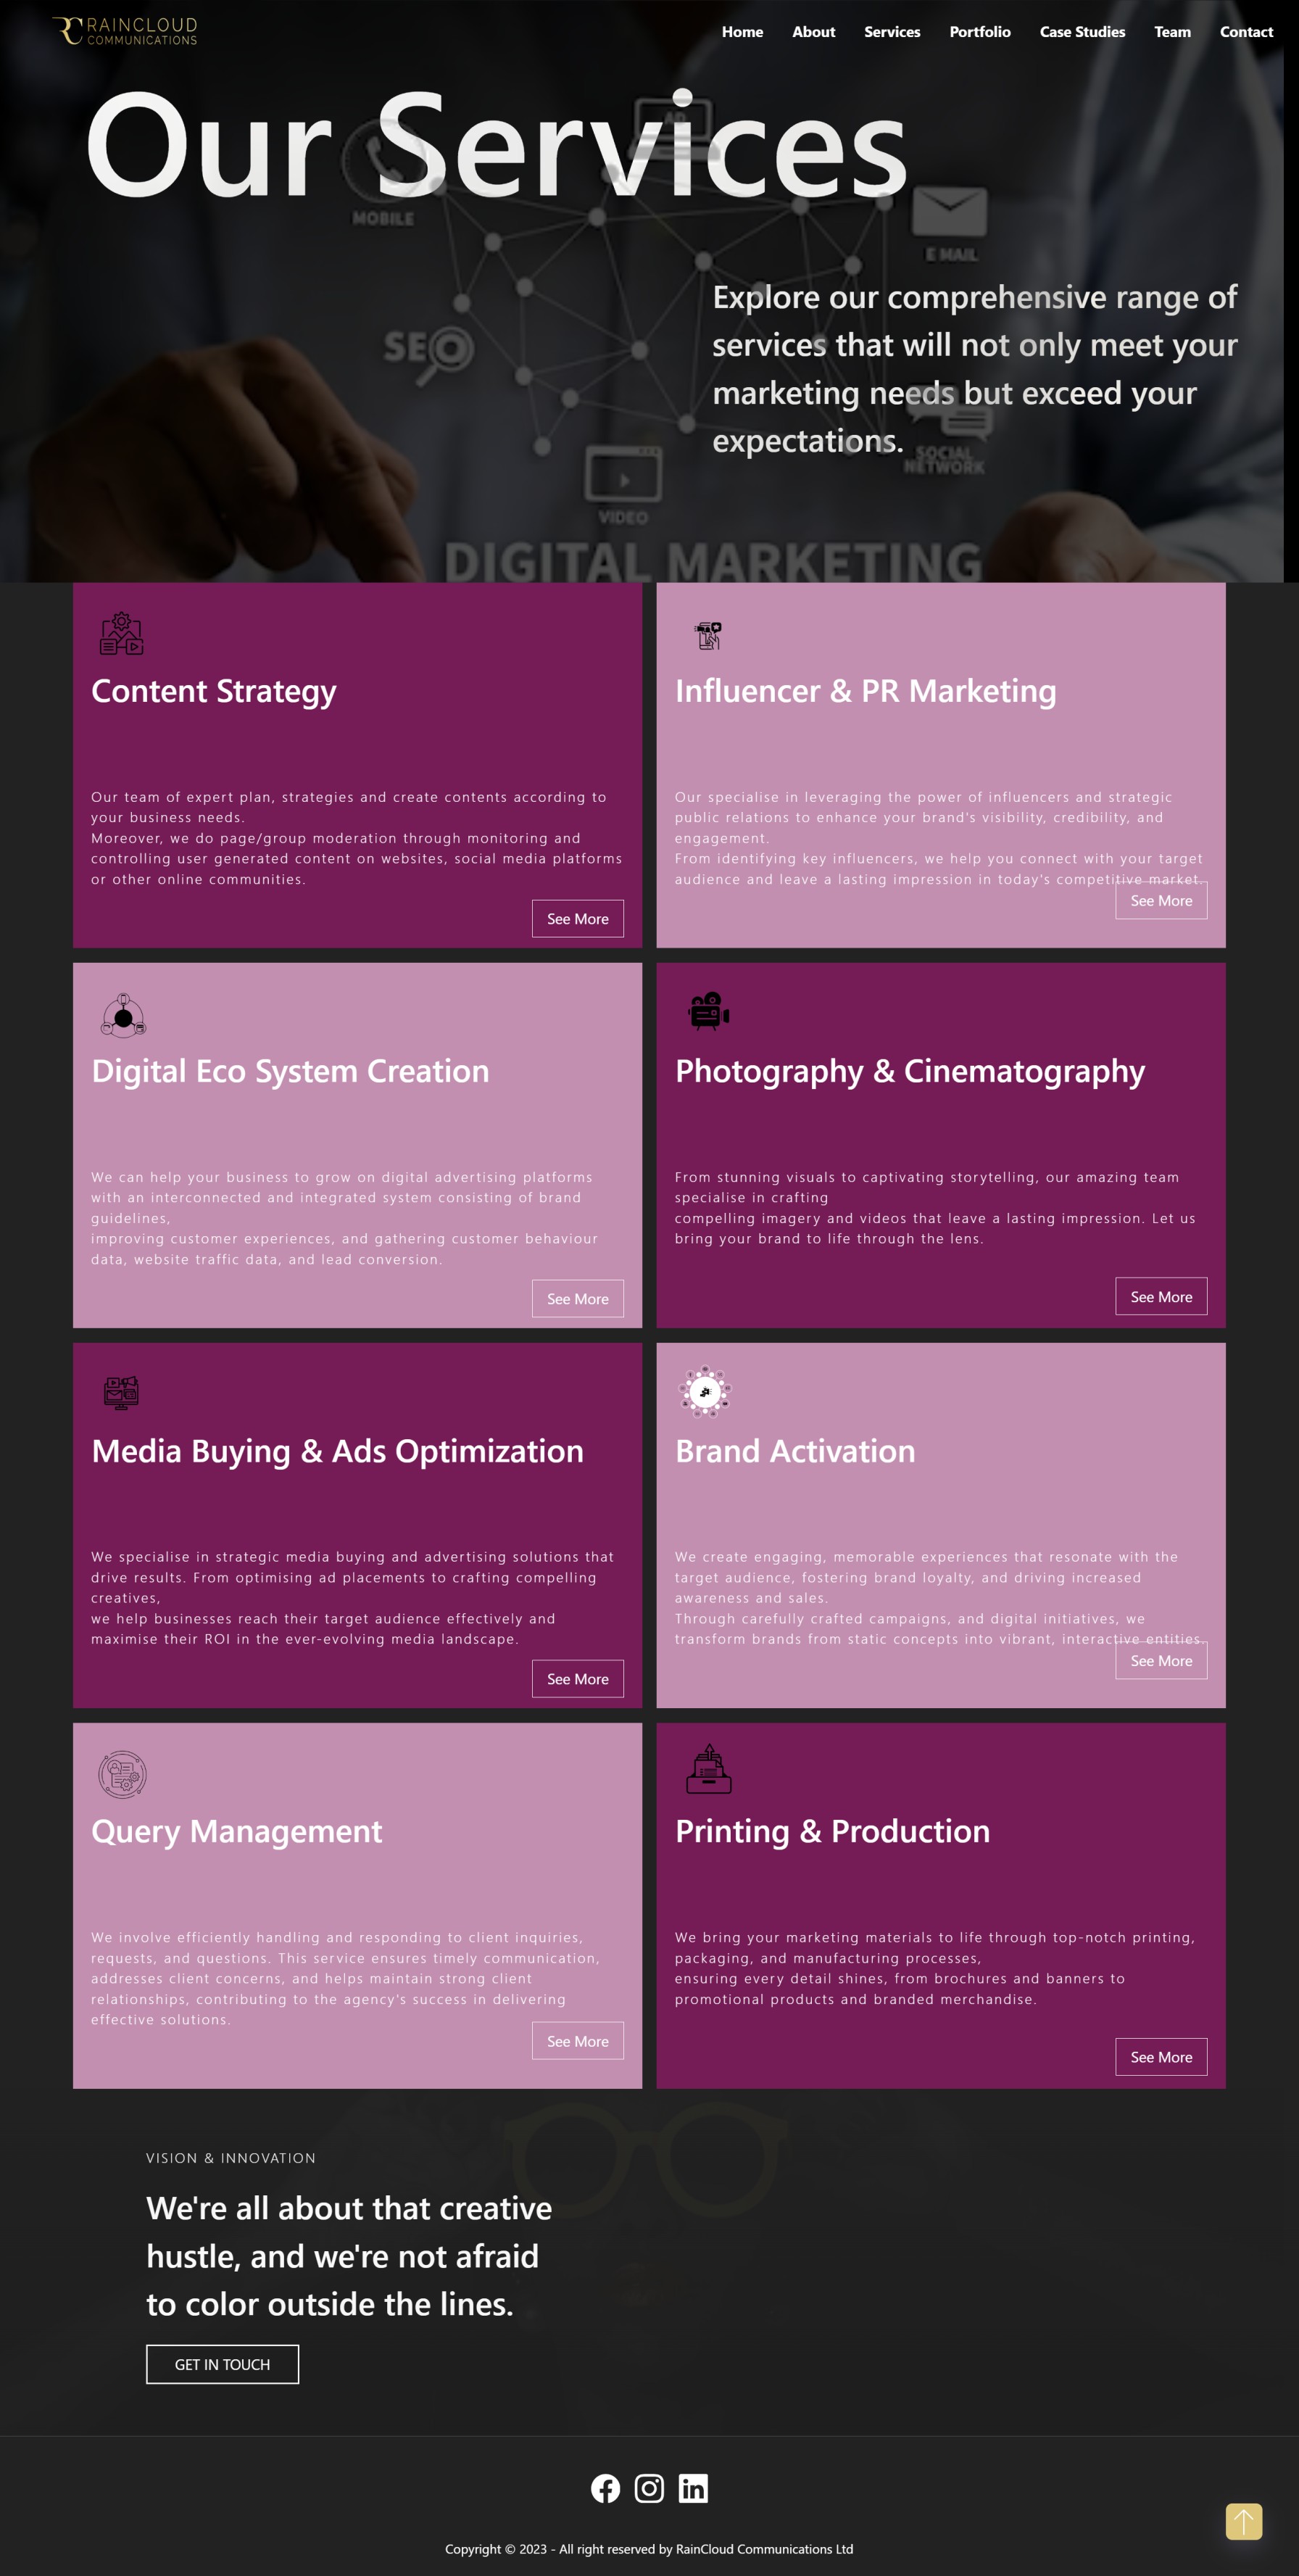 RAINCLOUD
COMMUNICATIONS
Home About Services Portfolio Case Studies Team Contact
Our Services
AD
MOBILE
E MAIL
SEO
Explore our comprehensive range of
services that will not only meet your
marketing needs but exceed your
expectations.
SOCIAL
NETWORK
VIDEO
DIGITAL MARKETING
Content Strategy
Our team of expert plan, strategies and create contents according to
your business needs.
Moreover, we do page/group moderation through monitoring and
controlling user generated content on websites, social media platforms
or other online communities.
See More
Influencer & PR Marketing
Our specialise in leveraging the power of influencers and strategic
public relations to enhance your brand's visibility, credibility, and
engagement.
From identifying key influencers, we help you connect with your target
audience and leave a lasting impression in today's competitive market.
See More
Digital Eco System Creation
We can help your business to grow on digital advertising platforms
with an interconnected and integrated system consisting of brand
guidelines,
improving customer experiences, and gathering customer behaviour
data, website traffic data, and lead conversion.
See More
Photography & Cinematography
From stunning visuals to captivating storytelling, our amazing team
specialise in crafting
compelling imagery and videos that leave a lasting impression. Let us
bring your brand to life through the lens.
See More
Media Buying & Ads Optimization
We specialise in strategic media buying and advertising solutions that
drive results. From optimising ad placements to crafting compelling
creatives,
we help businesses reach their target audience effectively and
maximise their ROI in the ever-evolving media landscape.
See More
Brand Activation
We create engaging, memorable experiences that resonate with the
target audience, fostering brand loyalty, and driving increased
awareness and sales.
Through carefully crafted campaigns, and digital initiatives, we
transform brands from static concepts into vibrant, interactive entities.
See More
Query Management
We involve efficiently handling and responding to client inquiries,
requests, and questions. This service ensures timely communication,
addresses client concerns, and helps maintain strong client
relationships, contributing to the agency's success in delivering
effective solutions.
See More
Printing & Production
We bring your marketing materials to life through top-notch printing,
packaging, and manufacturing processes,
ensuring every detail shines, from brochures and banners to
promotional products and branded merchandise.
See More
VISION & INNOVATION
We're all about that creative
hustle, and we're not afraid
to color outside the lines.
GET IN TOUCH
Copyright © 2023 - All right reserved by RainCloud Communications Ltd